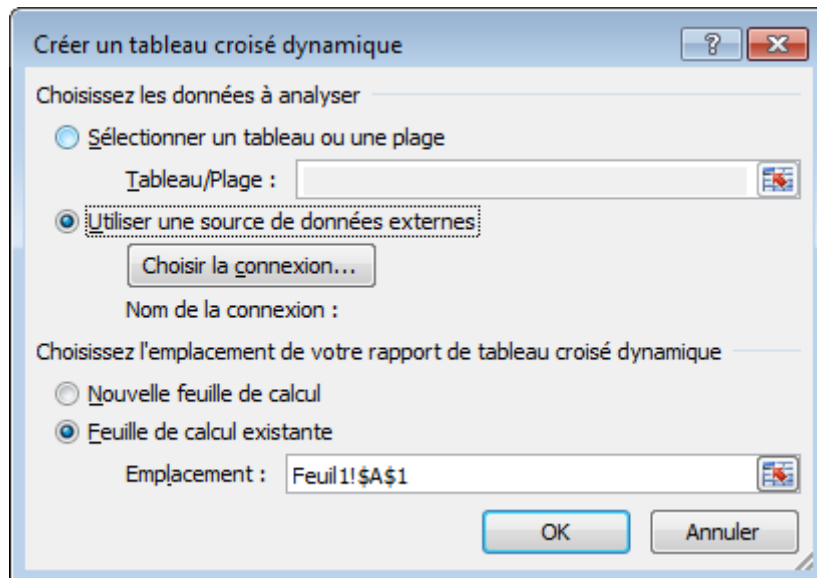 Créer un tableau croisé dynamique
Choisissez les données à analyser
Sélectionner un tableau ou une plage
Tableau/Plage :
Utiliser une source de données externes
Choisir la connexion...
Nom de la connexion :
Choisissez l'emplacement de votre rapport de tableau croisé dynamique
Nouvelle feuille de calcul
Feuille de calcul existante
Emplacement : Feuil1!$A$1
OK Annuler